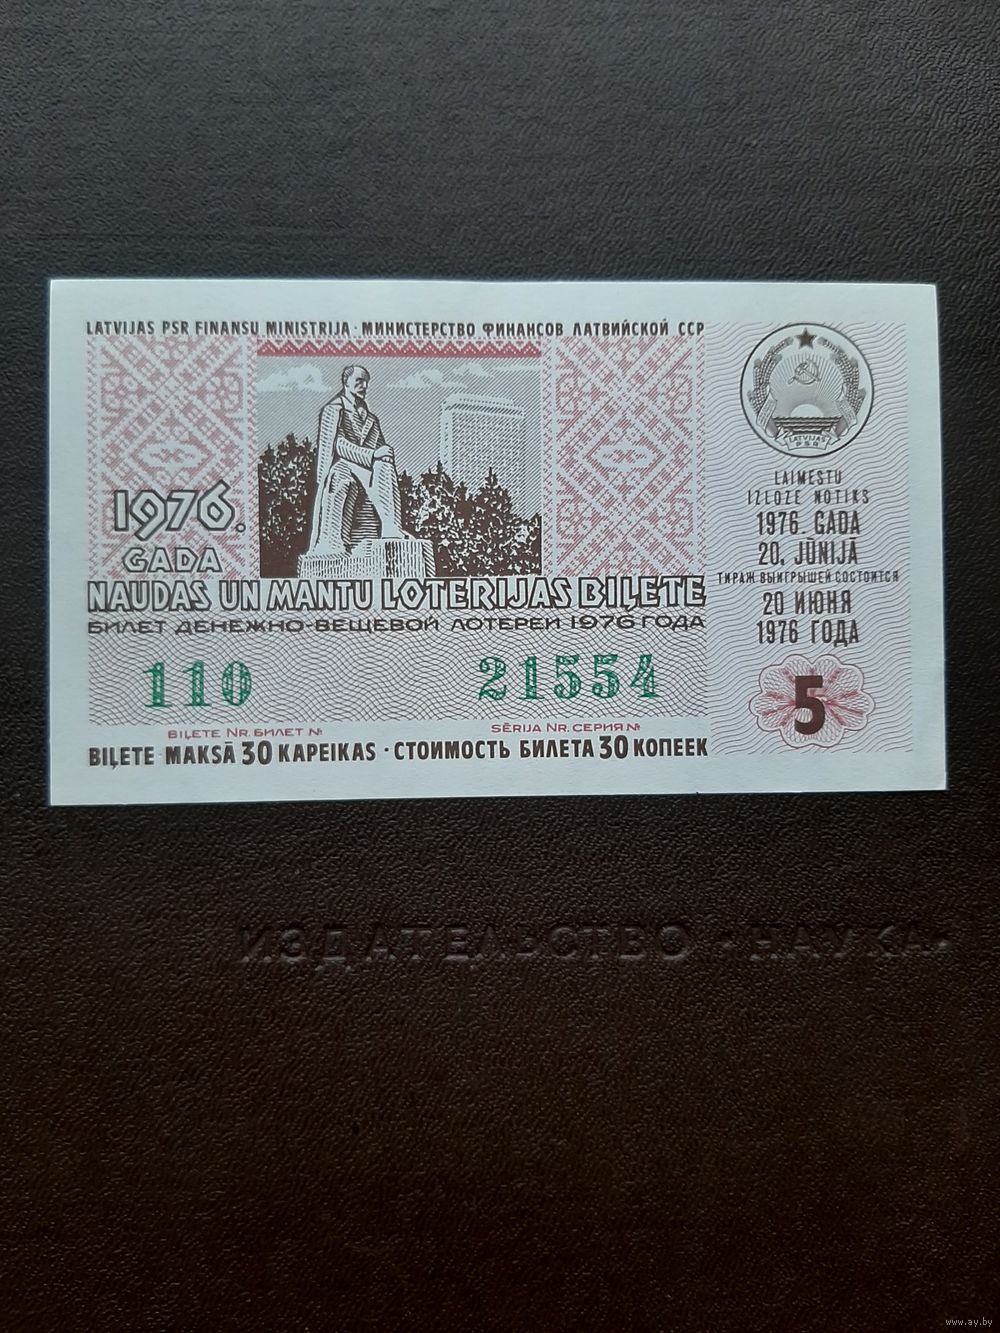 LATVIJAS PSR FINANSU MINISTRIJA · МИНИСТЕРСТВО ФИНАНСОВ ЛАТВИЙСКОЙ ССР
1976.
GADA
NAUDAS UN MANTU LOTERIJAS BIĻETE
БИЛЕТ ДЕНЕЖНО-ВЕЩЕВОЙ ЛОТЕРЕИ 1976 ГОДА
110 21554
BIĻETE NR. БИЛЕТ № SĒRIJA NR. СЕРИЯ №
BIĻETE MAKSĀ 30 KAPEIKAS · СТОИМОСТЬ БИЛЕТА 30 КОПЕЕК
LATVIJAS
PSR
LAIMESTU
IZLOZE NOTIKS
1976. GADA
20. JŪNIJĀ
ТИРАЖ ВЫИГРЫШЕЙ СОСТОИТСЯ
20 ИЮНЯ
1976 ГОДА
5
ИЗДАТЕЛЬСТВО «НАУКА»
www.ay.by